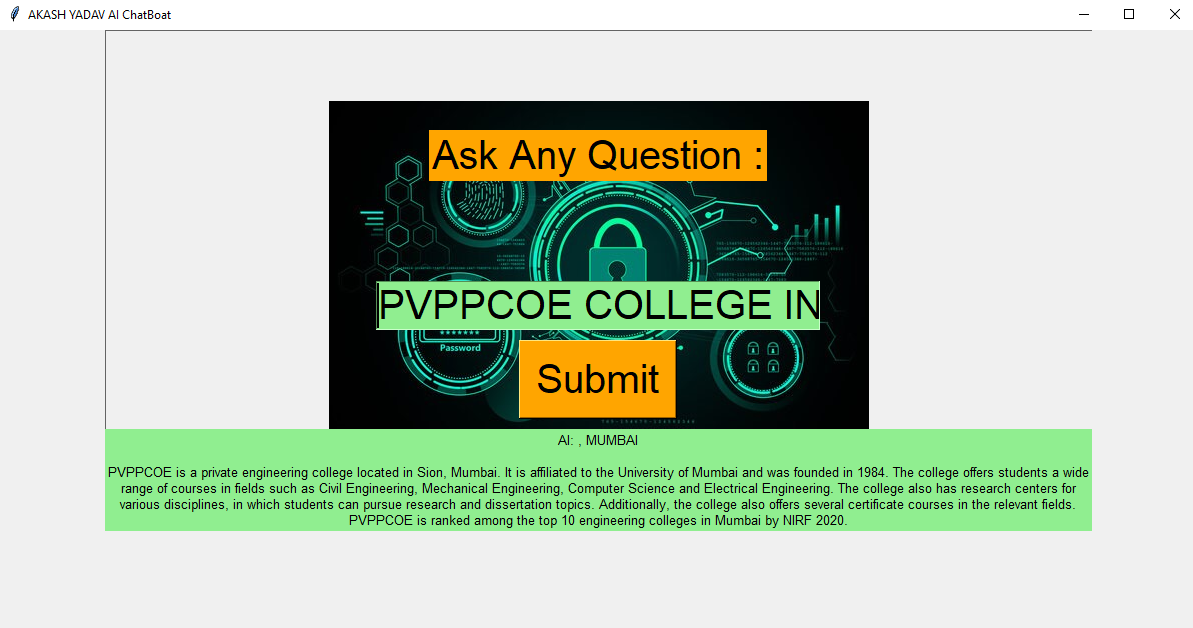 AKASH YADAV AI ChatBoat
Ask Any Question :
PVPPCOE COLLEGE IN
Password
Submit
AI: , MUMBAI
PVPPCOE is a private engineering college located in Sion, Mumbai. It is affiliated to the University of Mumbai and was founded in 1984. The college offers students a wide
range of courses in fields such as Civil Engineering, Mechanical Engineering, Computer Science and Electrical Engineering. The college also has research centers for
various disciplines, in which students can pursue research and dissertation topics. Additionally, the college also offers several certificate courses in the relevant fields.
PVPPCOE is ranked among the top 10 engineering colleges in Mumbai by NIRF 2020.